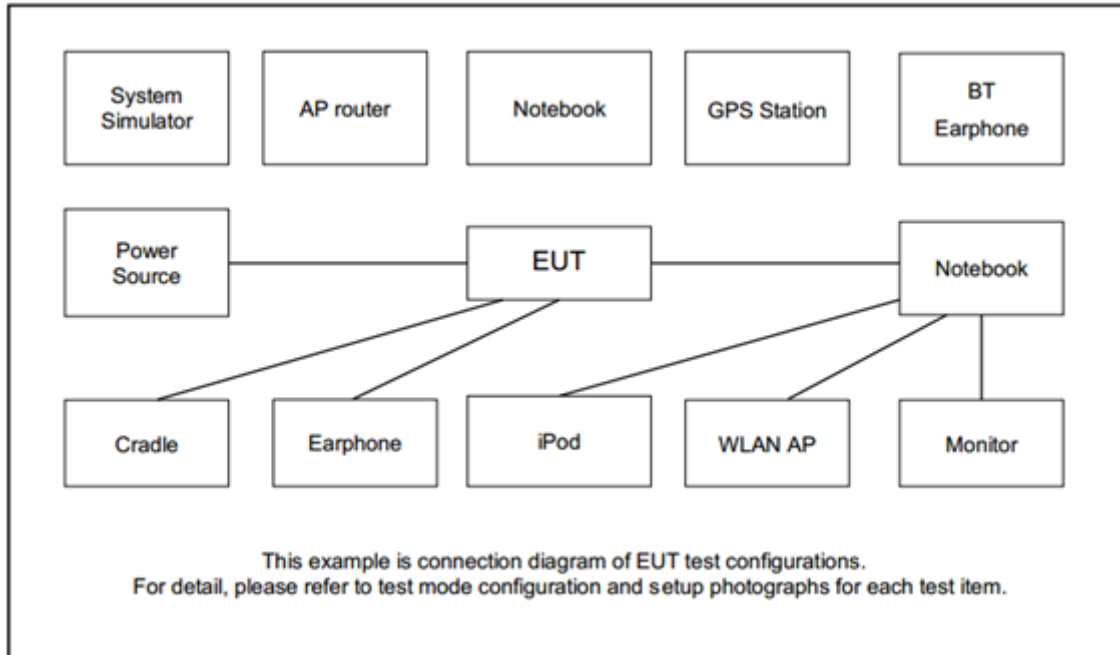 System
Simulator
AP router
Notebook
GPS Station
BT
Earphone
Power
Source
EUT
Notebook
Cradle
Earphone
iPod
WLAN AP
Monitor
This example is connection diagram of EUT test configurations.
For detail, please refer to test mode configuration and setup photographs for each test item.